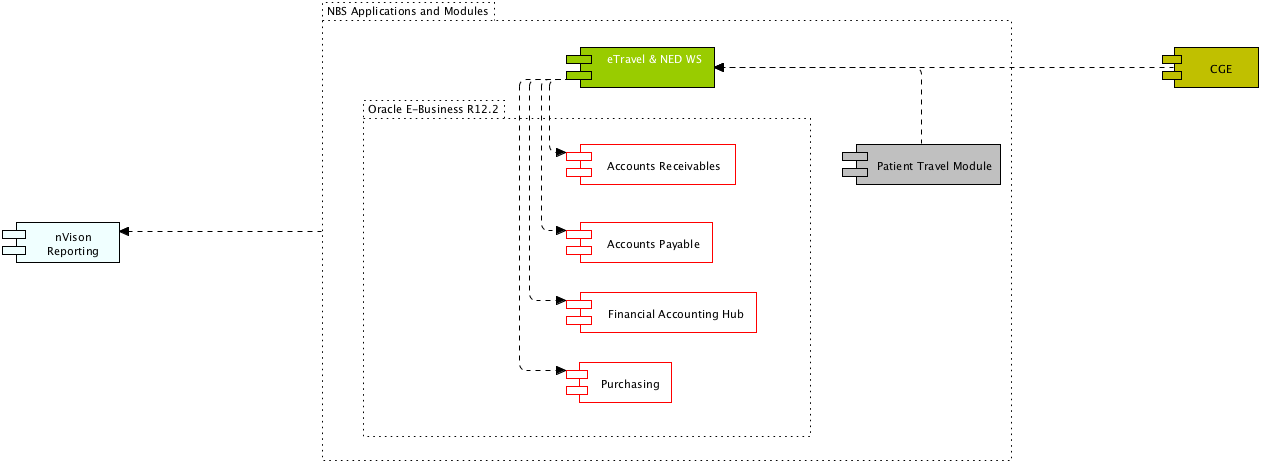 NBS Applications and Modules
eTravel & NED WS
CGE
Oracle E-Business R12.2
Accounts Receivables
Patient Travel Module
nVison
Reporting
Accounts Payable
Financial Accounting Hub
Purchasing